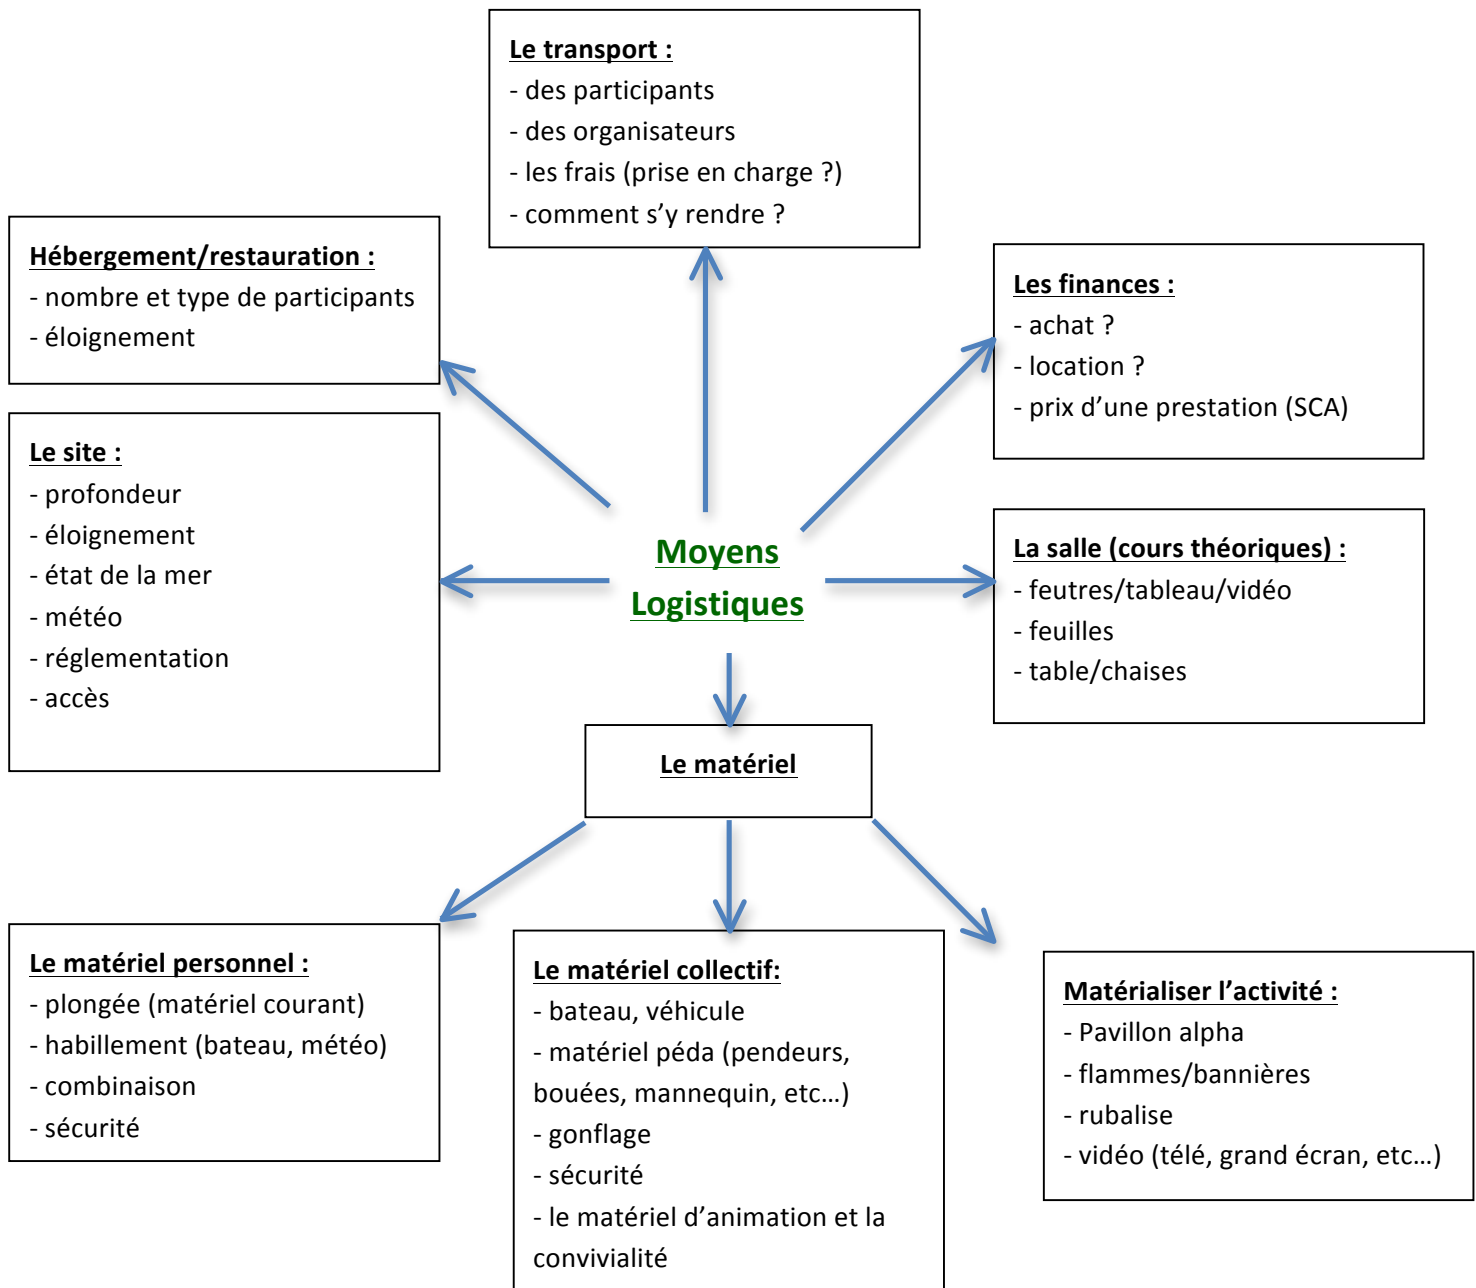 Le transport :
- des participants
- des organisateurs
- les frais (prise en charge ?)
- comment s’y rendre ?
Hébergement/restauration :
- nombre et type de participants
- éloignement
Les finances :
- achat ?
- location ?
- prix d’une prestation (SCA)
Le site :
- profondeur
- éloignement
- état de la mer
- météo
- réglementation
- accès
Moyens
Logistiques
La salle (cours théoriques) :
- feutres/tableau/vidéo
- feuilles
- table/chaises
Le matériel
Le matériel personnel :
- plongée (matériel courant)
- habillement (bateau, météo)
- combinaison
- sécurité
Le matériel collectif:
- bateau, véhicule
- matériel péda (pendeurs,
bouées, mannequin, etc…)
- gonflage
- sécurité
- le matériel d’animation et la
convivialité
Matérialiser l’activité :
- Pavillon alpha
- flammes/bannières
- rubalise
- vidéo (télé, grand écran, etc…)